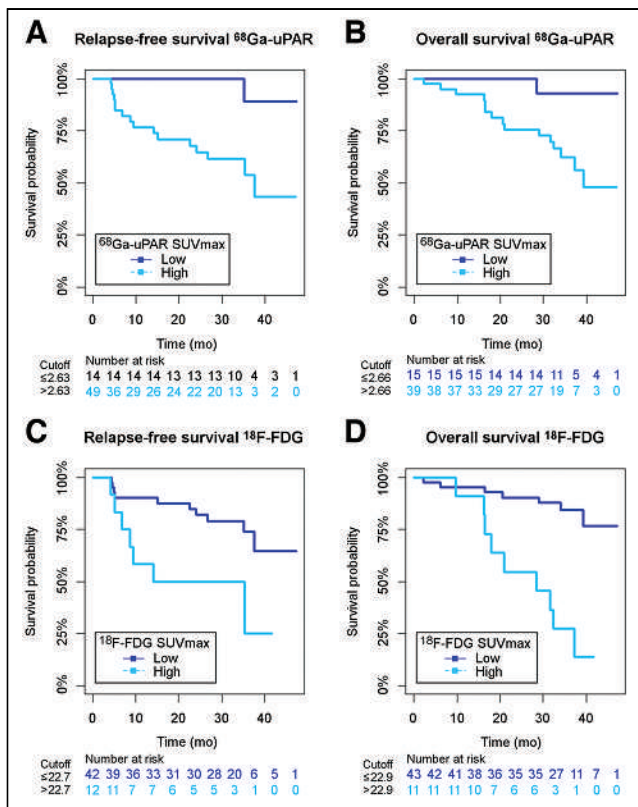 A
Relapse-free survival ⁶⁸Ga-uPAR
Survival probability
100%
75%
50%
25%
0%
⁶⁸Ga-uPAR SUVmax
Low
High
0 10 20 30 40
Time (mo)
Cutoff Number at risk
≤2.63 14 14 14 14 13 13 13 10 4 3 1
>2.63 49 36 29 26 24 22 20 13 3 2 0
B
Overall survival ⁶⁸Ga-uPAR
Survival probability
100%
75%
50%
25%
0%
⁶⁸Ga-uPAR SUVmax
Low
High
0 10 20 30 40
Time (mo)
Cutoff Number at risk
≤2.66 15 15 15 15 14 14 14 11 5 4 1
>2.66 39 38 37 33 29 27 27 19 7 3 0
C
Relapse-free survival ¹⁸F-FDG
Survival probability
100%
75%
50%
25%
0%
¹⁸F-FDG SUVmax
Low
High
0 10 20 30 40
Time (mo)
Cutoff Number at risk
≤22.7 42 39 36 33 31 30 28 20 6 5 1
>22.7 12 11 7 7 6 5 5 3 1 0 0
D
Overall survival ¹⁸F-FDG
Survival probability
100%
75%
50%
25%
0%
¹⁸F-FDG SUVmax
Low
High
0 10 20 30 40
Time (mo)
Cutoff Number at risk
≤22.9 43 42 41 38 36 35 35 27 11 7 1
>22.9 11 11 11 10 7 6 6 3 1 0 0